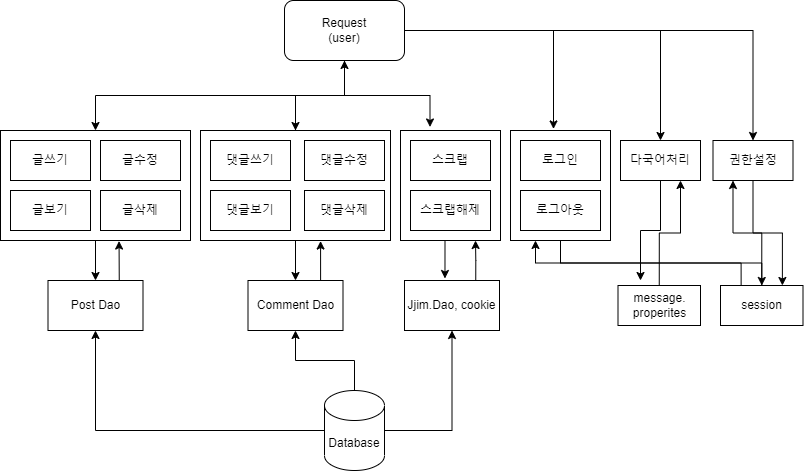 Request
(user)
글쓰기
글수정
댓글쓰기
댓글수정
스크랩
로그인
다국어처리
권한설정
글보기
글삭제
댓글보기
댓글삭제
스크랩해제
로그아웃
Post Dao
Comment Dao
Jjim.Dao, cookie
message.
properites
session
Database